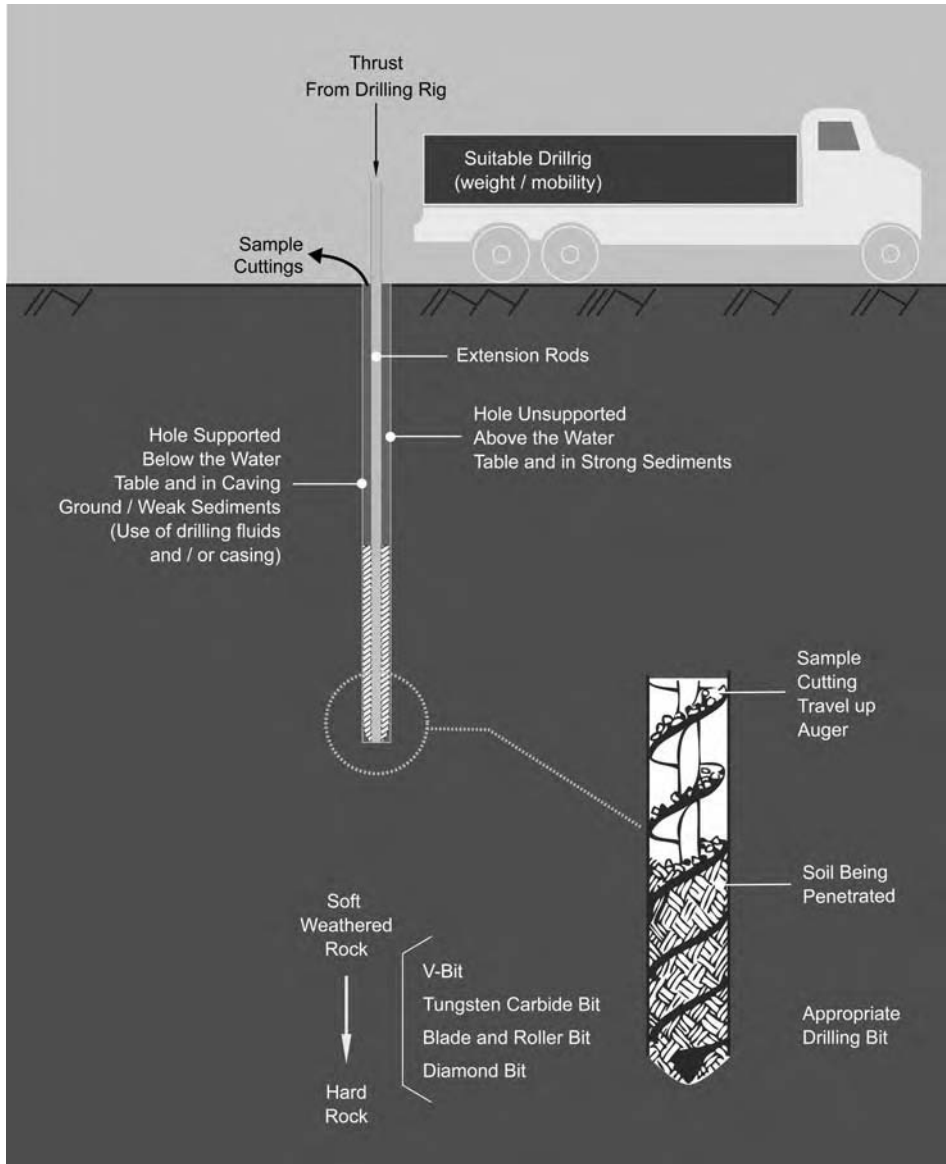 Thrust
From Drilling Rig
Suitable Drillrig
(weight / mobility)
Sample
Cuttings
Extension Rods
Hole Supported
Below the Water
Table and in Caving
Ground / Weak Sediments
(Use of drilling fluids
and / or casing)
Hole Unsupported
Above the Water
Table and in Strong Sediments
Sample
Cutting
Travel up
Auger
Soil Being
Penetrated
Appropriate
Drilling Bit
Soft
Weathered
Rock
V-Bit
Tungsten Carbide Bit
Blade and Roller Bit
Diamond Bit
Hard
Rock